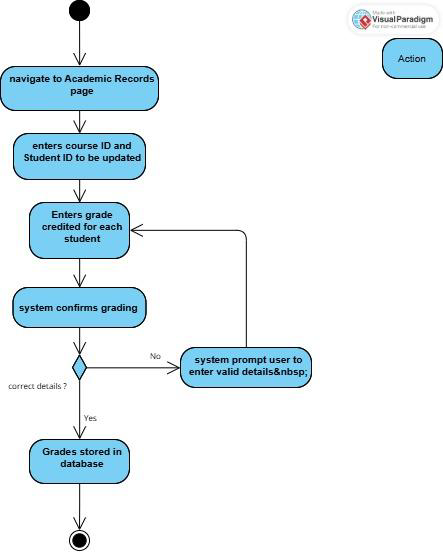 Made with
Visual Paradigm
For non-commercial use
Action
navigate to Academic Records
page
enters course ID and
Student ID to be updated
Enters grade
credited for each
student
system confirms grading
No
system prompt user to
enter valid details&nbsp;
correct details ?
Yes
Grades stored in
database